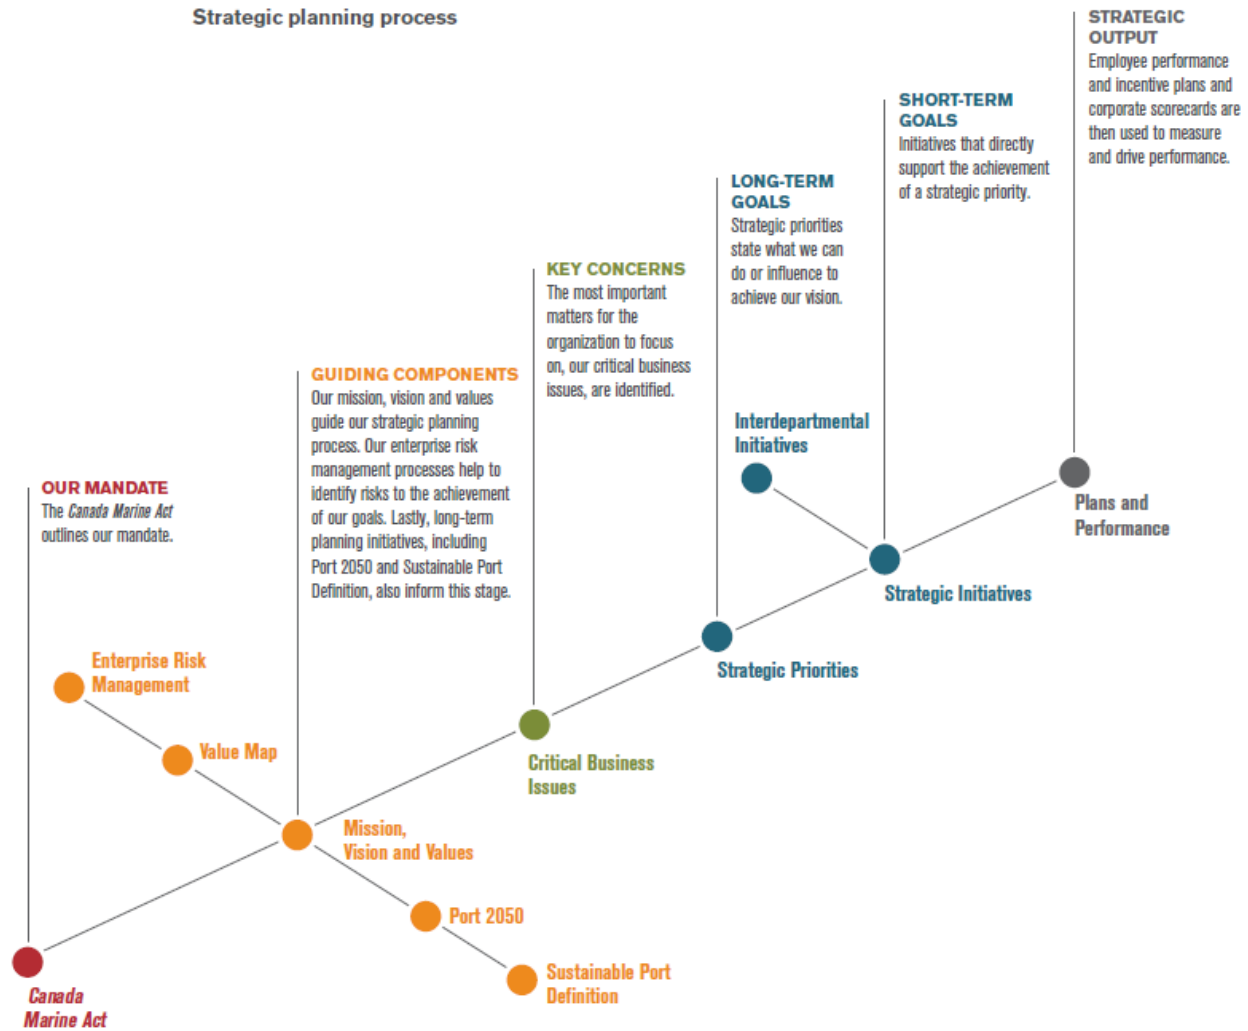 Strategic planning process
STRATEGIC
OUTPUT
Employee performance
and incentive plans and
corporate scorecards are
then used to measure
and drive performance.
SHORT-TERM
GOALS
Initiatives that directly
support the achievement
of a strategic priority.
LONG-TERM
GOALS
Strategic priorities
state what we can
do or influence to
achieve our vision.
KEY CONCERNS
The most important
matters for the
organization to focus
on, our critical business
issues, are identified.
GUIDING COMPONENTS
Our mission, vision and values
guide our strategic planning
process. Our enterprise risk
management processes help to
identify risks to the achievement
of our goals. Lastly, long-term
planning initiatives, including
Port 2050 and Sustainable Port
Definition, also inform this stage.
OUR MANDATE
The Canada Marine Act
outlines our mandate.
Interdepartmental
Initiatives
Plans and
Performance
Strategic Initiatives
Strategic Priorities
Enterprise Risk
Management
Value Map
Critical Business
Issues
Mission,
Vision and Values
Port 2050
Sustainable Port
Definition
Canada
Marine Act